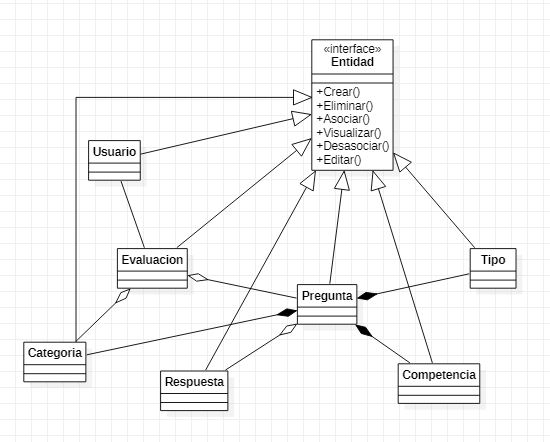 «interface»
Entidad
+Crear()
+Eliminar()
+Asociar()
+Visualizar()
+Desasociar()
+Editar()
Usuario
Evaluacion
Tipo
Pregunta
Categoria
Respuesta
Competencia